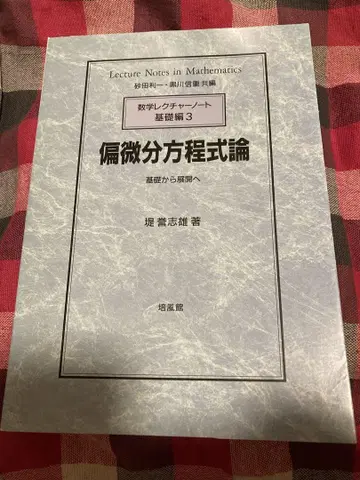 Lecture Notes in Mathematics
砂田利一・黒川信重 共編
数学レクチャーノート
基礎編3
偏微分方程式論
基礎から展開へ
堤 誉志雄 著
培風館